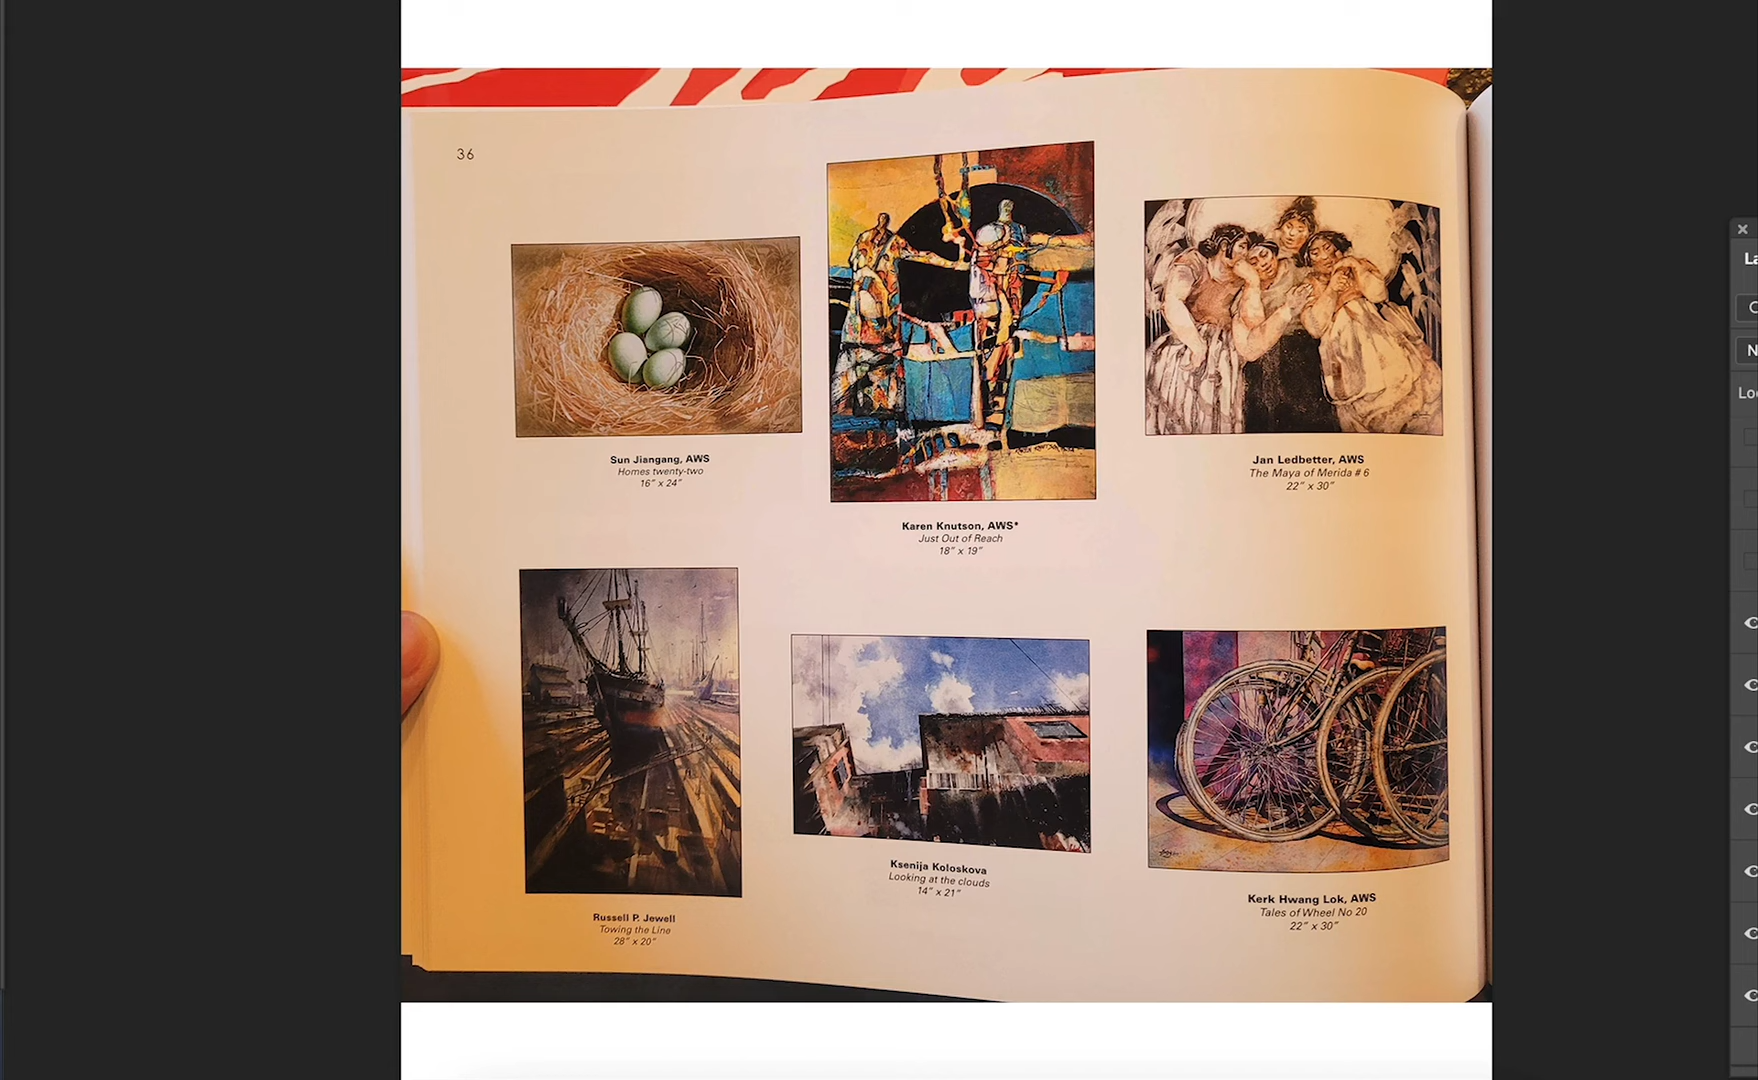 36
Sun Jiangang, AWS
Homes twenty-two
16" x 24"
Karen Knutson, AWS*
Just Out of Reach
18" x 19"
Jan Ledbetter, AWS
The Maya of Merida # 6
22" x 30"
Russell P. Jewell
Towing the Line
28" x 20"
Ksenija Koloskova
Looking at the clouds
14" x 21"
Kerk Hwang Lok, AWS
Tales of Wheel No 20
22" x 30"